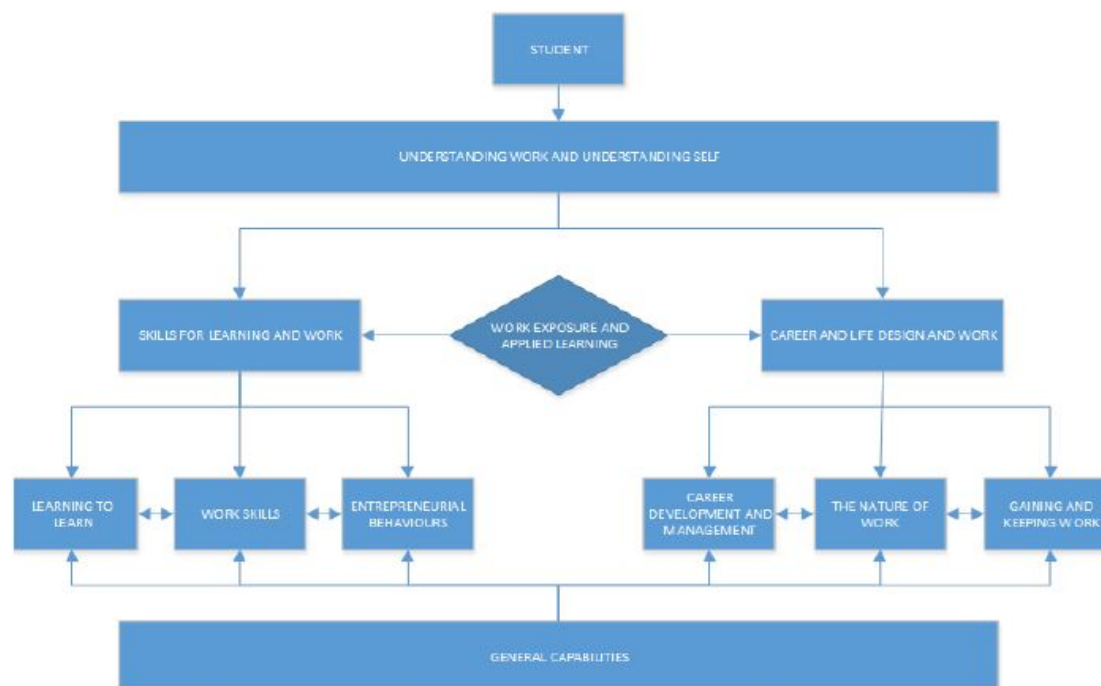 STUDENT
UNDERSTANDING WORK AND UNDERSTANDING SELF
SKILLS FOR LEARNING AND WORK
WORK EXPOSURE AND
APPLIED LEARNING
CAREER AND LIFE DESIGN AND WORK
LEARNING TO
LEARN
WORK SKILLS
ENTREPRENEURIAL
BEHAVIOURS
CAREER
DEVELOPMENT AND
MANAGEMENT
THE NATURE OF
WORK
GAINING AND
KEEPING WORK
GENERAL CAPABILITIES